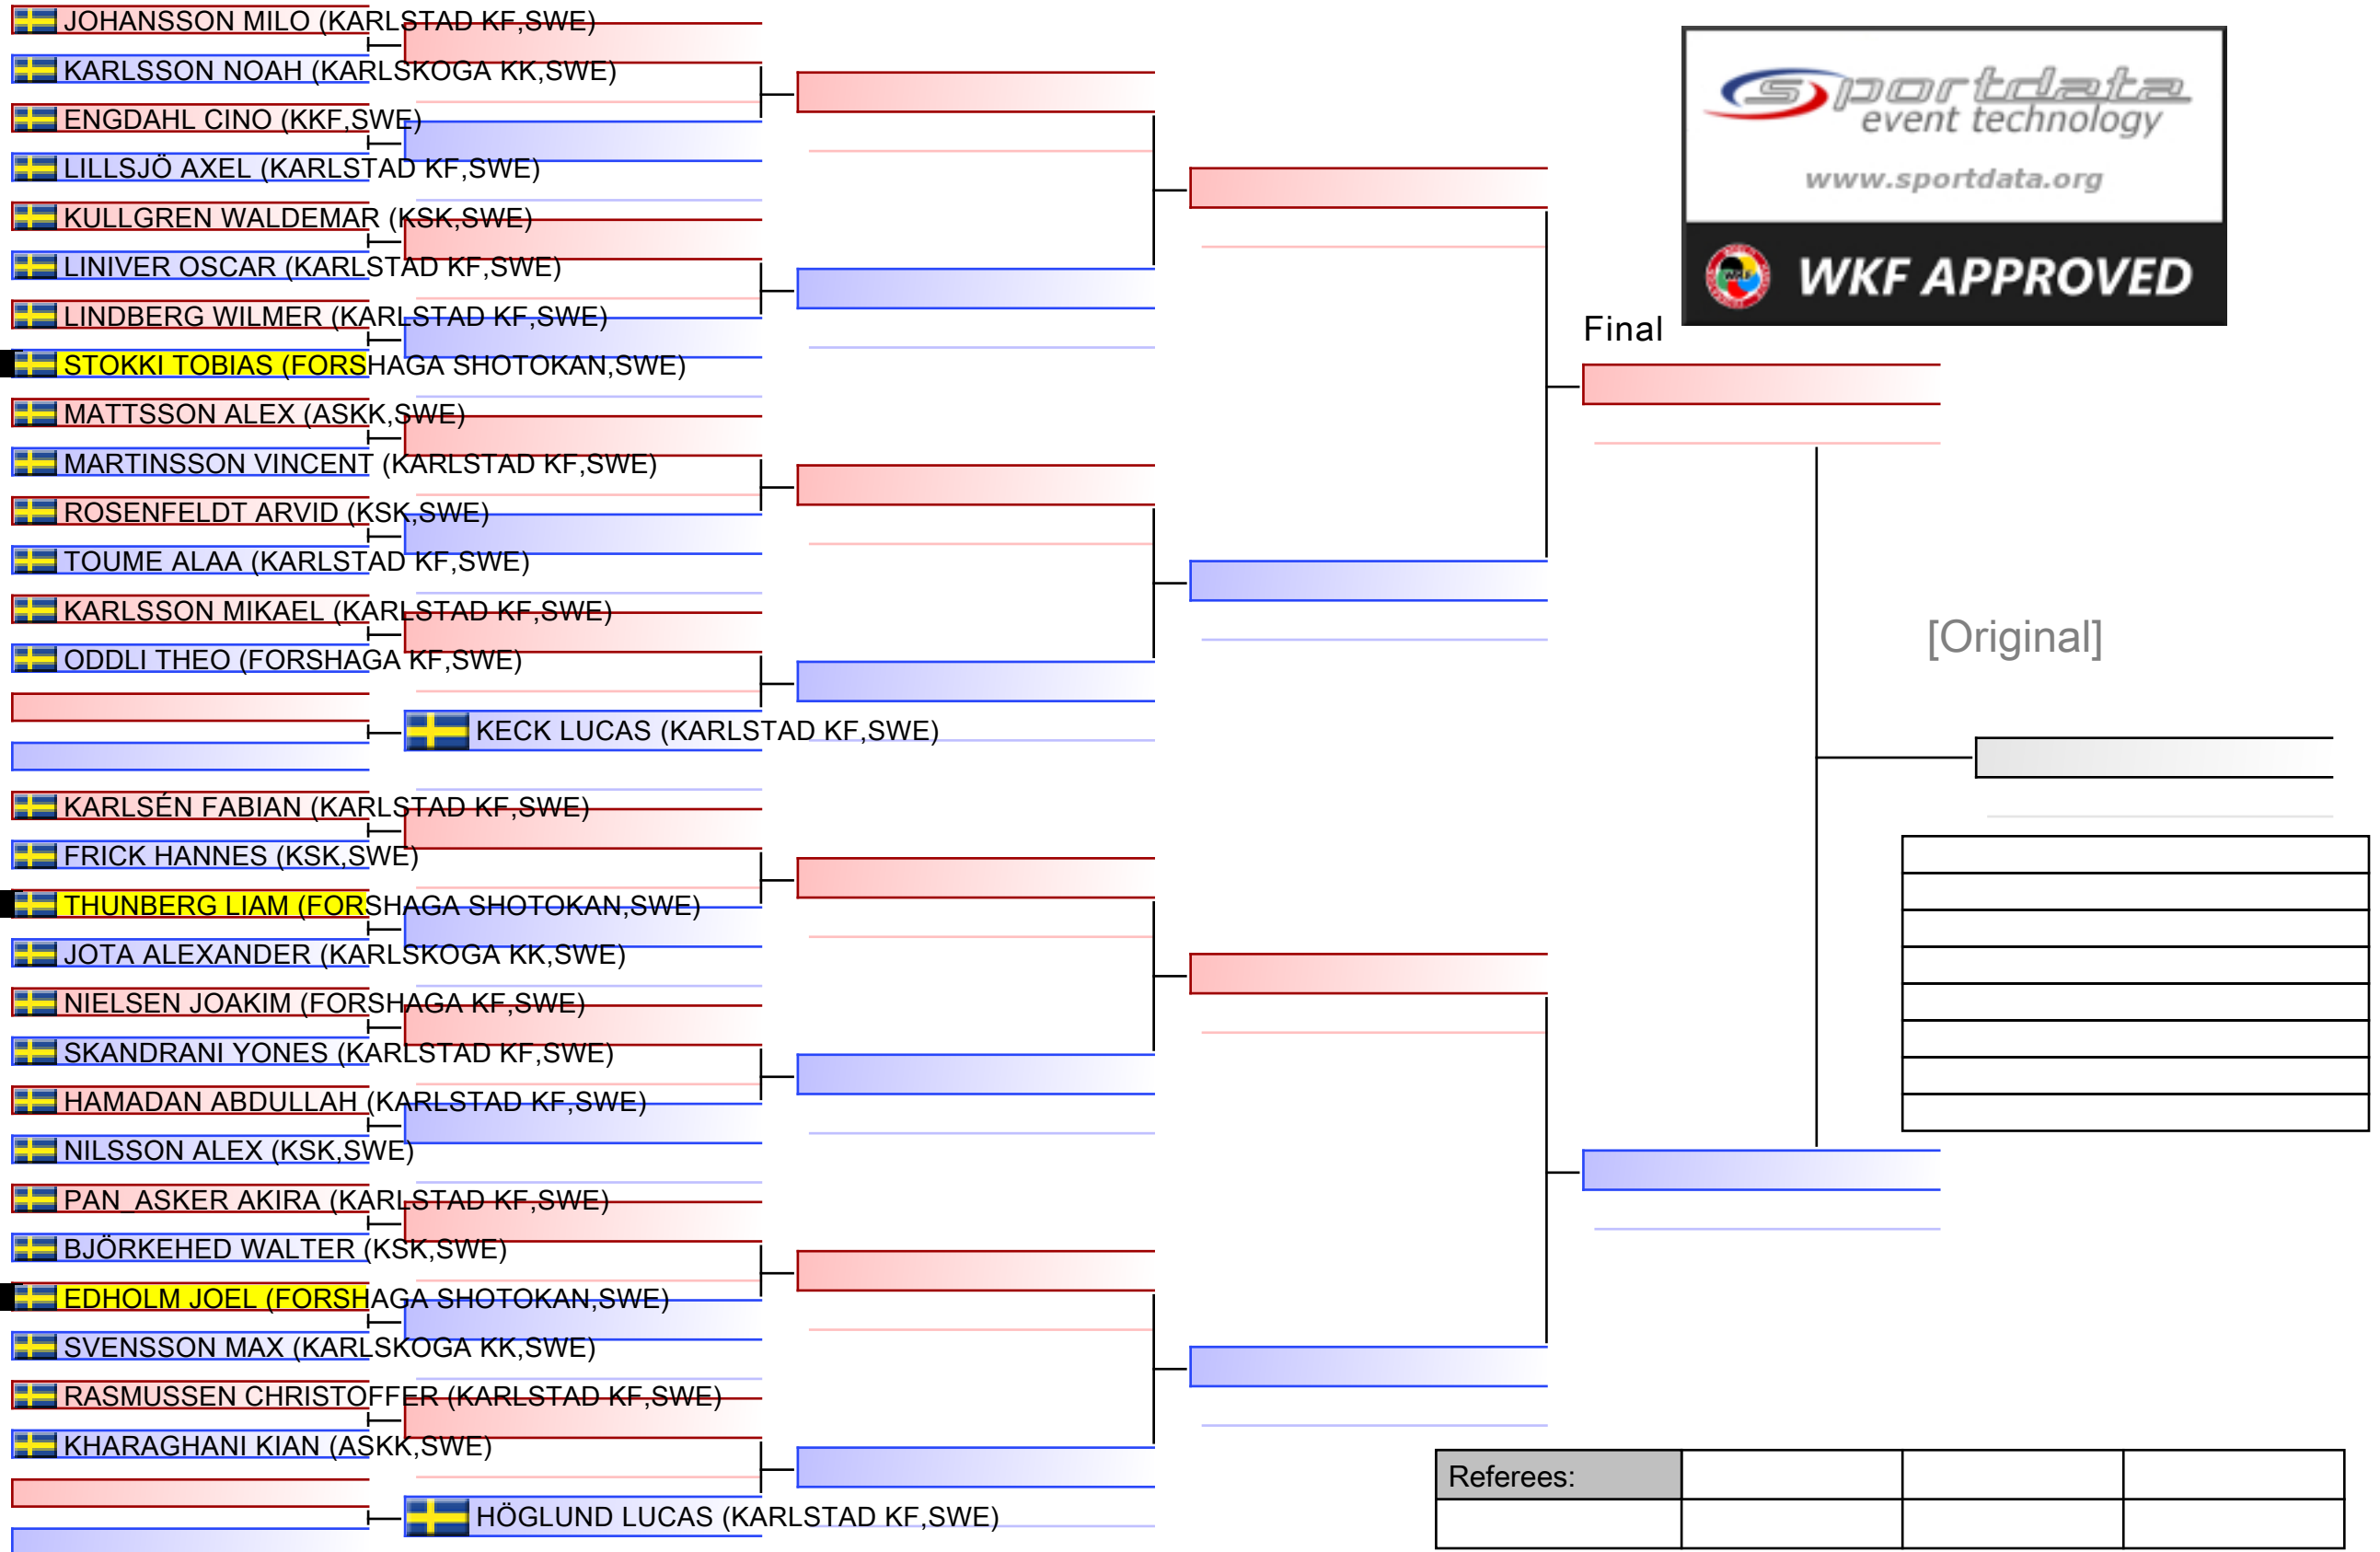 JOHANSSON MILO (KARLSTAD KF,SWE)
KARLSSON NOAH (KARLSKOGA KK,SWE)
ENGDAHL CINO (KKF,SWE)
LILLSJÖ AXEL (KARLSTAD KF,SWE)
KULLGREN WALDEMAR (KSK,SWE)
LINIVER OSCAR (KARLSTAD KF,SWE)
LINDBERG WILMER (KARLSTAD KF,SWE)
STOKKI TOBIAS (FORSHAGA SHOTOKAN,SWE)
MATTSSON ALEX (ASKK,SWE)
MARTINSSON VINCENT (KARLSTAD KF,SWE)
ROSENFELDT ARVID (KSK,SWE)
TOUME ALAA (KARLSTAD KF,SWE)
KARLSSON MIKAEL (KARLSTAD KF,SWE)
ODDLI THEO (FORSHAGA KF,SWE)
KECK LUCAS (KARLSTAD KF,SWE)
KARLSÉN FABIAN (KARLSTAD KF,SWE)
FRICK HANNES (KSK,SWE)
THUNBERG LIAM (FORSHAGA SHOTOKAN,SWE)
JOTA ALEXANDER (KARLSKOGA KK,SWE)
NIELSEN JOAKIM (FORSHAGA KF,SWE)
SKANDRANI YONES (KARLSTAD KF,SWE)
HAMADAN ABDULLAH (KARLSTAD KF,SWE)
NILSSON ALEX (KSK,SWE)
PAN_ASKER AKIRA (KARLSTAD KF,SWE)
BJÖRKEHED WALTER (KSK,SWE)
EDHOLM JOEL (FORSHAGA SHOTOKAN,SWE)
SVENSSON MAX (KARLSKOGA KK,SWE)
RASMUSSEN CHRISTOFFER (KARLSTAD KF,SWE)
KHARAGHANI KIAN (ASKK,SWE)
HÖGLUND LUCAS (KARLSTAD KF,SWE)
sportdata
event technology
www.sportdata.org
WKF APPROVED
Final
[Original]
Referees: